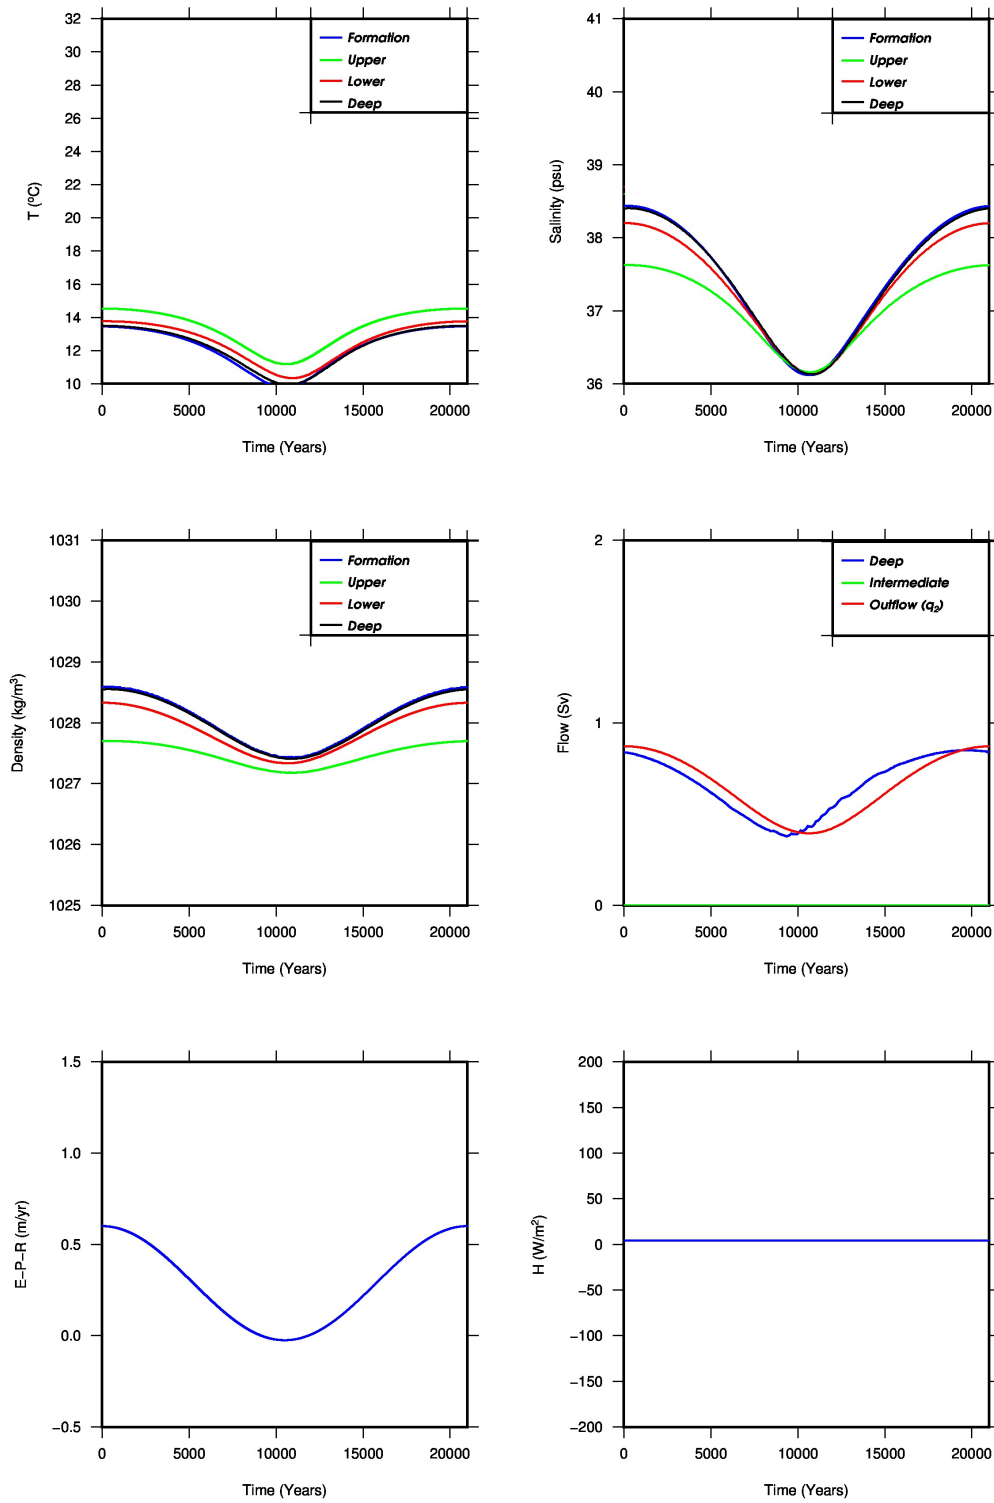 32
30
28
26
24
22
20
18
16
14
12
10
T (ºC)
Formation
Upper
Lower
Deep
0 5000 10000 15000 20000
Time (Years)
41
40
39
38
37
36
Salinity (psu)
Formation
Upper
Lower
Deep
0 5000 10000 15000 20000
Time (Years)
1031
1030
1029
1028
1027
1026
1025
Density (kg/m³)
Formation
Upper
Lower
Deep
0 5000 10000 15000 20000
Time (Years)
2
1
0
Flow (Sv)
Deep
Intermediate
Outflow (q₂)
0 5000 10000 15000 20000
Time (Years)
1.5
1.0
0.5
0.0
−0.5
E−P−R (m/yr)
0 5000 10000 15000 20000
Time (Years)
200
150
100
50
0
−50
−100
−150
−200
H (W/m²)
0 5000 10000 15000 20000
Time (Years)